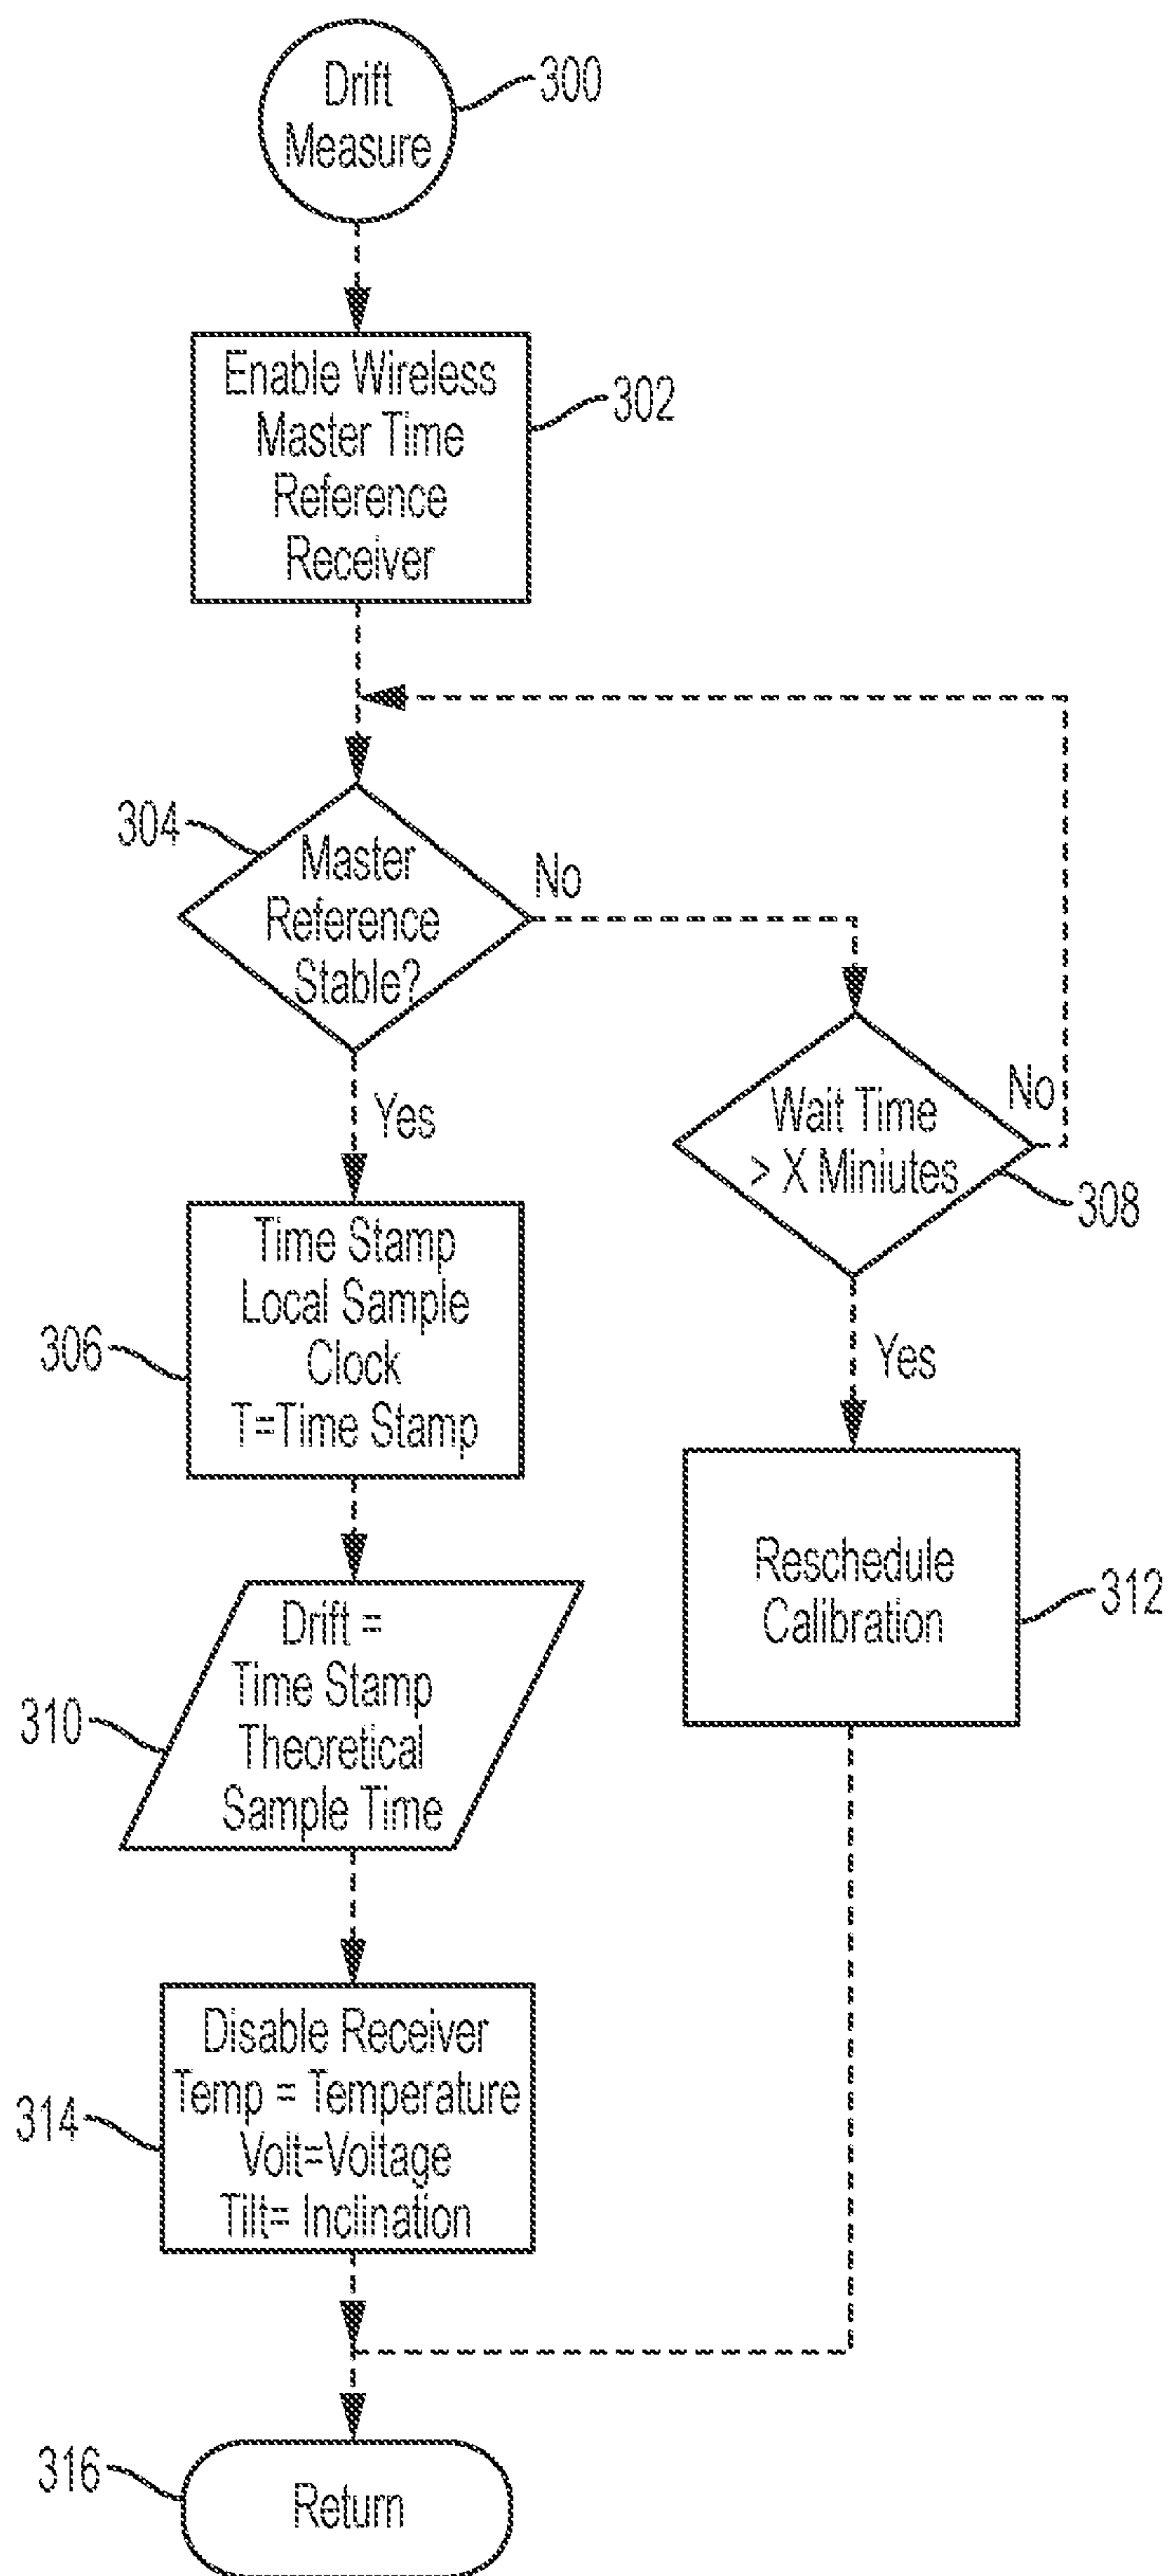 Drift
Measure
300
Enable Wireless
Master Time
Reference
Receiver
302
304
Master
Reference
Stable?
No
Yes
Wait Time
> X Miniutes
No
308
Yes
306
Time Stamp
Local Sample
Clock
T=Time Stamp
Reschedule
Calibration
312
310
Drift =
Time Stamp
Theoretical
Sample Time
314
Disable Receiver
Temp = Temperature
Volt=Voltage
Tilt= Inclination
316
Return